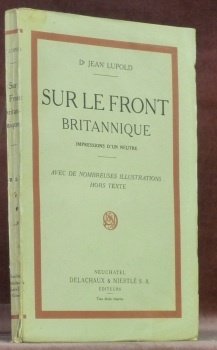 Dr JEAN LUPOLD
SUR LE FRONT
BRITANNIQUE
IMPRESSIONS D'UN NEUTRE
AVEC DE NOMBREUSES ILLUSTRATIONS
HORS TEXTE
NEUCHATEL
DELACHAUX & NIESTLÉ S. A.
EDITEURS